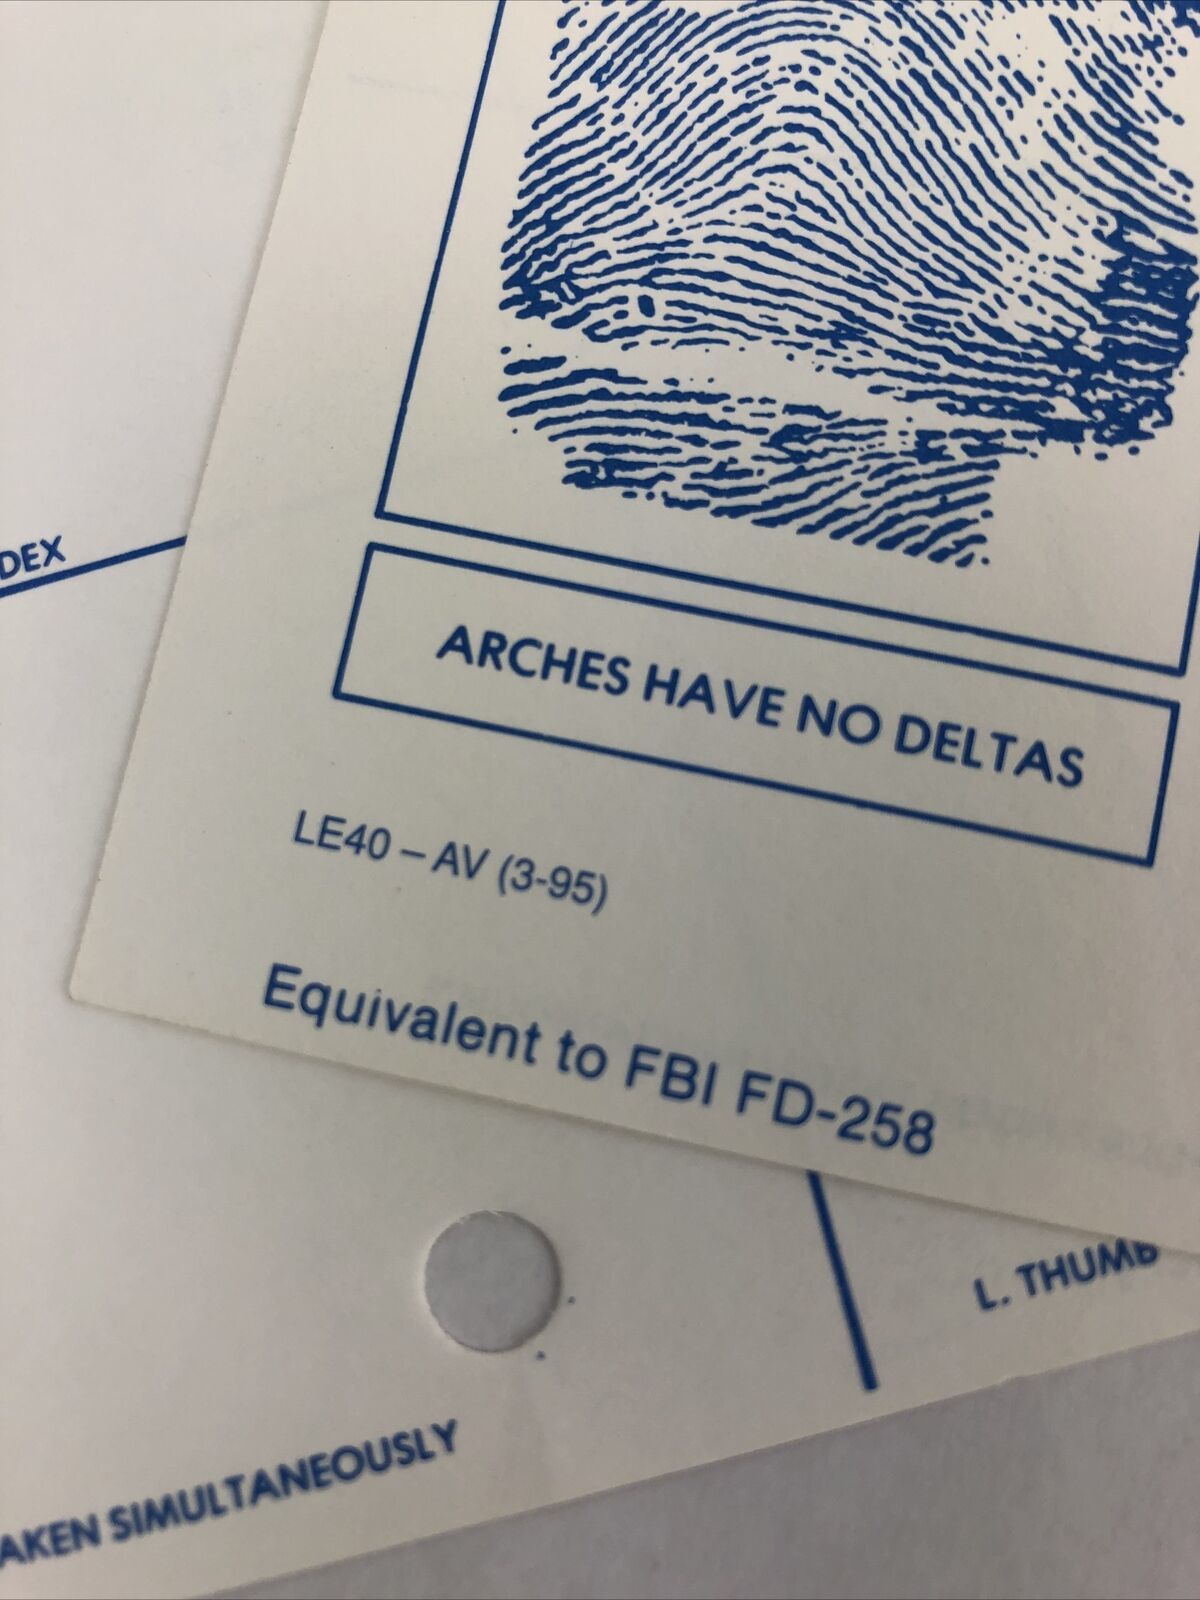 DEX
ARCHES HAVE NO DELTAS
LE40 – AV (3-95)
Equivalent to FBI FD-258
L. THUMB
AKEN SIMULTANEOUSLY